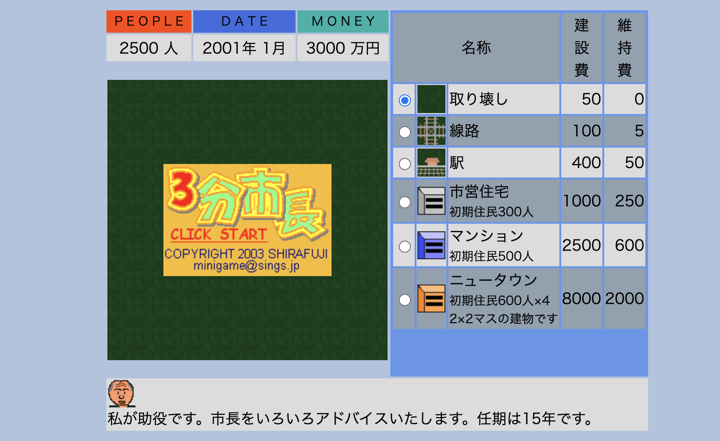 PEOPLE DATE MONEY
2500 人 2001年 1月 3000 万円
名称 建設費 維持費
取り壊し 50 0
線路 100 5
駅 400 50
市営住宅 1000 250
初期住民300人
マンション 2500 600
初期住民500人
ニュータウン 8000 2000
初期住民600人×4
2×2マスの建物です
3分市長
CLICK START
COPYRIGHT 2003 SHIRAFUJI
minigame@sings.jp
私が助役です。市長をいろいろアドバイスいたします。任期は15年です。